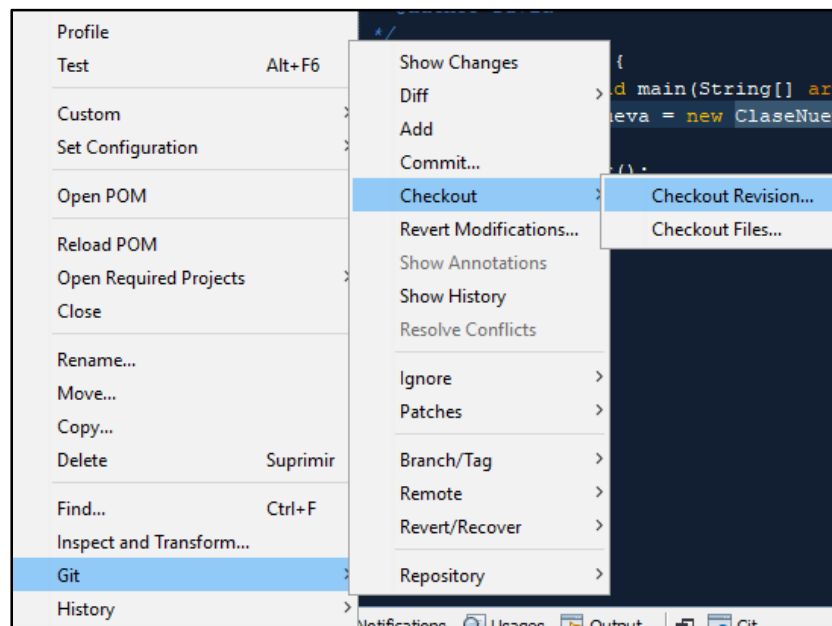 Profile
Test Alt+F6
Custom
Set Configuration
Open POM
Reload POM
Open Required Projects
Close
Rename...
Move...
Copy...
Delete Suprimir
Find... Ctrl+F
Inspect and Transform...
Git
History
*/
{
main(String[]
= new ClaseNue
();
Show Changes
Diff
Add
Commit...
Checkout
Revert Modifications...
Show Annotations
Show History
Resolve Conflicts
Ignore
Patches
Branch/Tag
Remote
Revert/Recover
Repository
Checkout Revision...
Checkout Files...
Usages Output Git